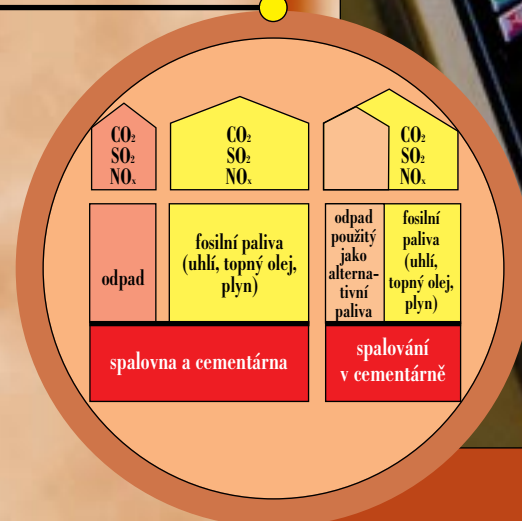 CO₂
SO₂
NOₓ
CO₂
SO₂
NOₓ
CO₂
SO₂
NOₓ
odpad
fosilní paliva
(uhlí, topný olej,
plyn)
odpad
použitý
jako
alterna-
tivní
paliva
fosilní
paliva
(uhlí,
topný olej,
plyn)
spalovna a cementárna
spalování
v cementárně